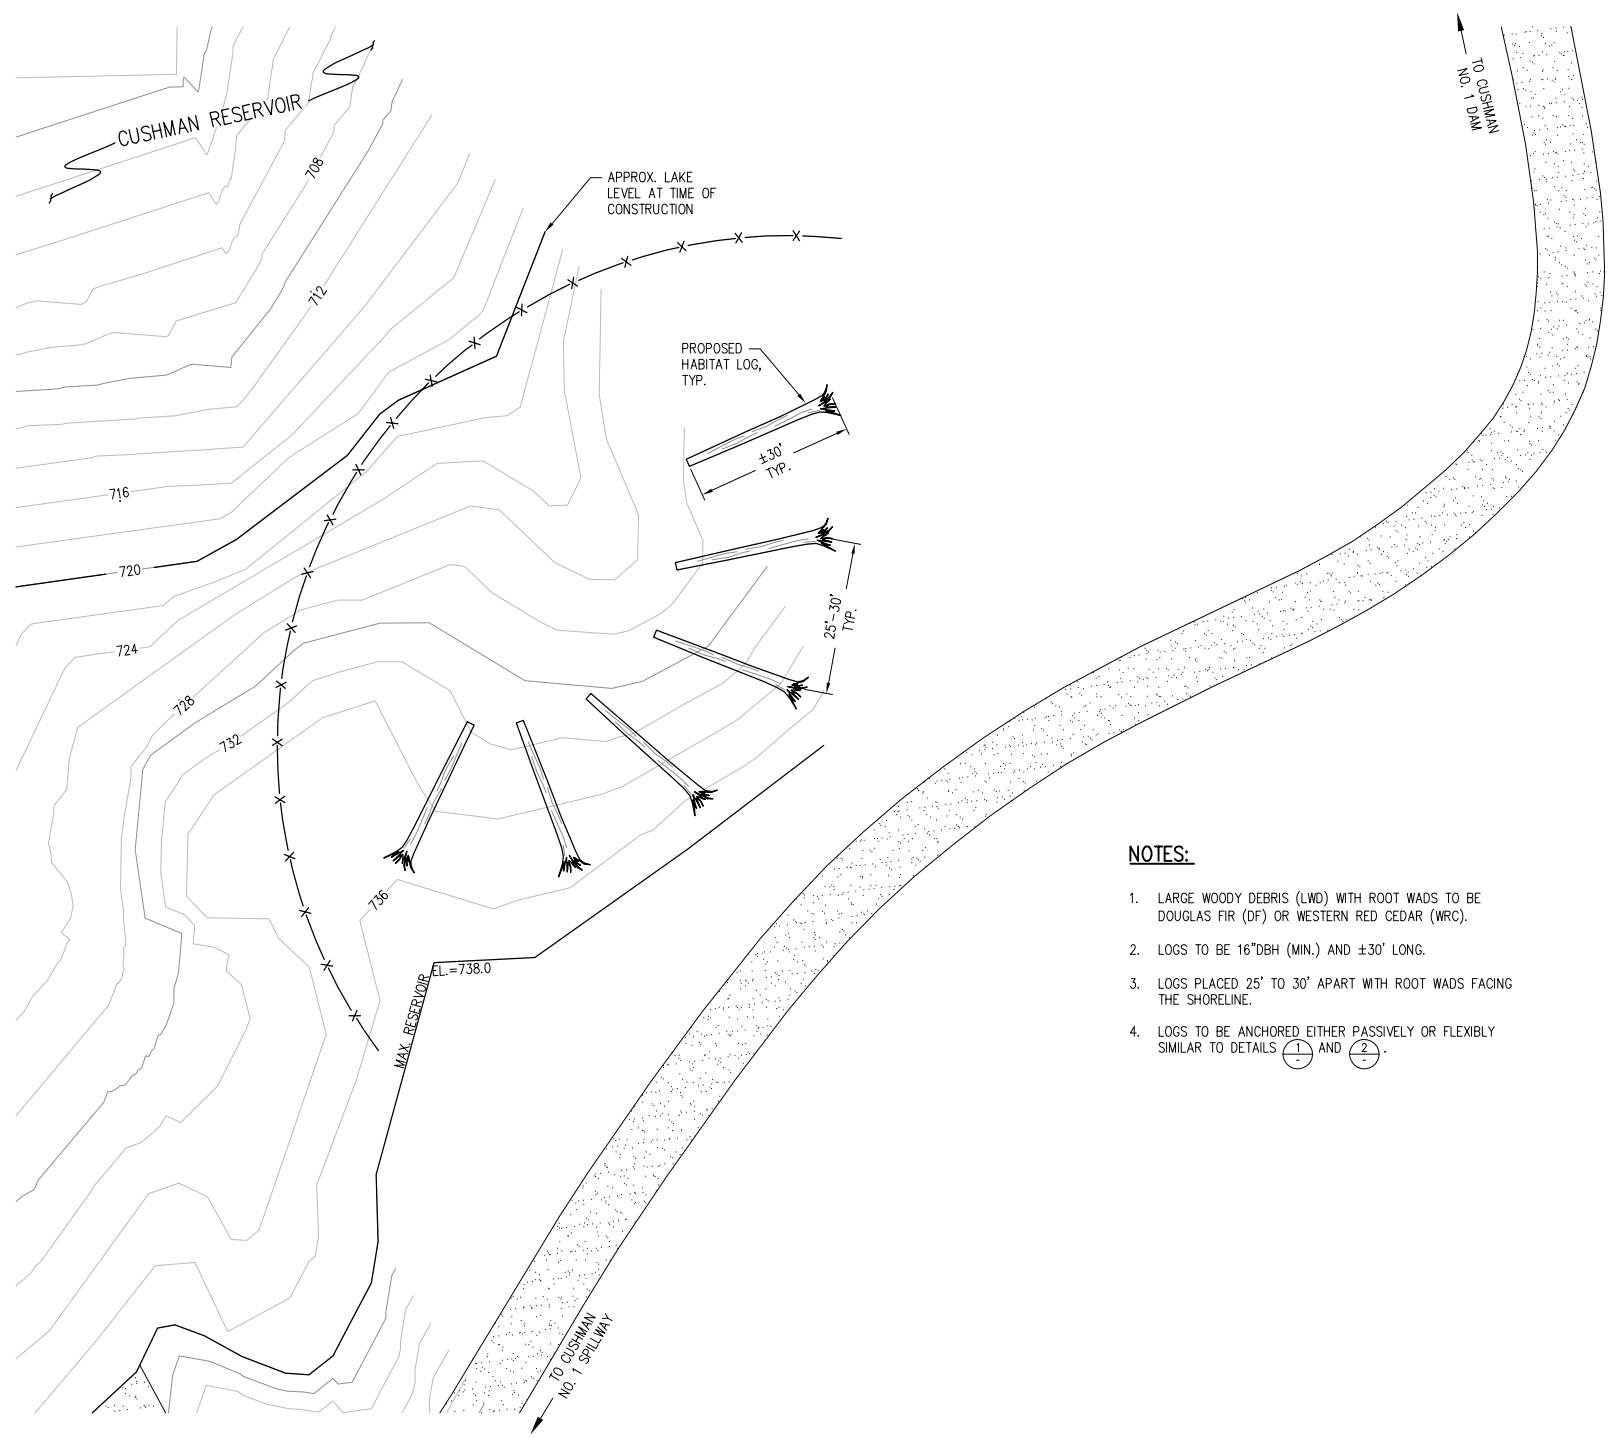 TO CUSHMAN
NO. 1 DAM
CUSHMAN RESERVOIR
708
APPROX. LAKE
LEVEL AT TIME OF
CONSTRUCTION
712
PROPOSED
HABITAT LOG,
TYP.
±30'
TYP.
716
720
25'-30'
TYP.
724
728
732
736
MAX. RESERVOIR
EL.=738.0
NOTES:
1. LARGE WOODY DEBRIS (LWD) WITH ROOT WADS TO BE
DOUGLAS FIR (DF) OR WESTERN RED CEDAR (WRC).
2. LOGS TO BE 16"DBH (MIN.) AND ±30' LONG.
3. LOGS PLACED 25' TO 30' APART WITH ROOT WADS FACING
THE SHORELINE.
4. LOGS TO BE ANCHORED EITHER PASSIVELY OR FLEXIBLY
SIMILAR TO DETAILS 1 - AND 2 - .
TO CUSHMAN
NO. 1 SPILLWAY